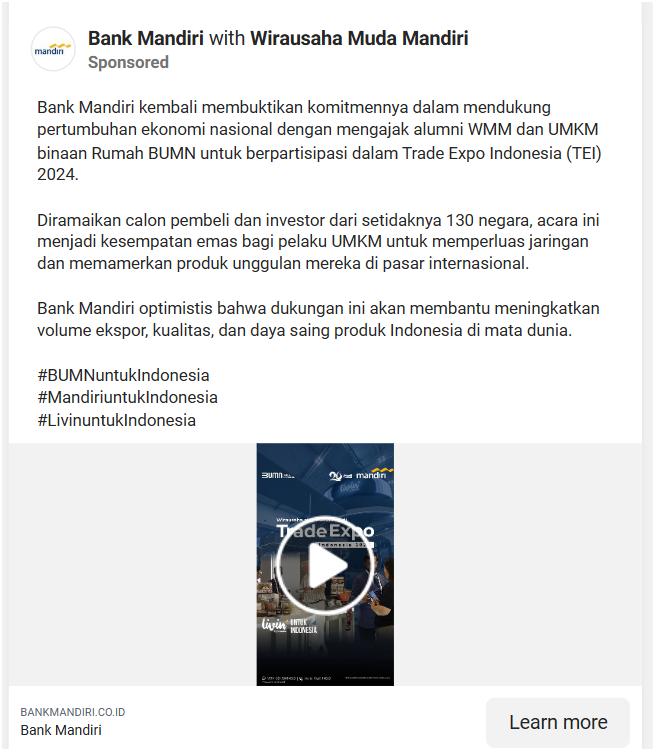 mandiri
Bank Mandiri with Wirausaha Muda Mandiri
Sponsored
Bank Mandiri kembali membuktikan komitmennya dalam mendukung
pertumbuhan ekonomi nasional dengan mengajak alumni WMM dan UMKM
binaan Rumah BUMN untuk berpartisipasi dalam Trade Expo Indonesia (TEI)
2024.
Diramaikan calon pembeli dan investor dari setidaknya 130 negara, acara ini
menjadi kesempatan emas bagi pelaku UMKM untuk memperluas jaringan
dan memamerkan produk unggulan mereka di pasar internasional.
Bank Mandiri optimistis bahwa dukungan ini akan membantu meningkatkan
volume ekspor, kualitas, dan daya saing produk Indonesia di mata dunia.
#BUMNuntukIndonesia
#MandiriuntukIndonesia
#LivinuntukIndonesia
BUMN
mandiri
Trade Expo
Indonesia
livin
UNTUK
INDONESIA
BANKMANDIRI.CO.ID
Bank Mandiri
Learn more